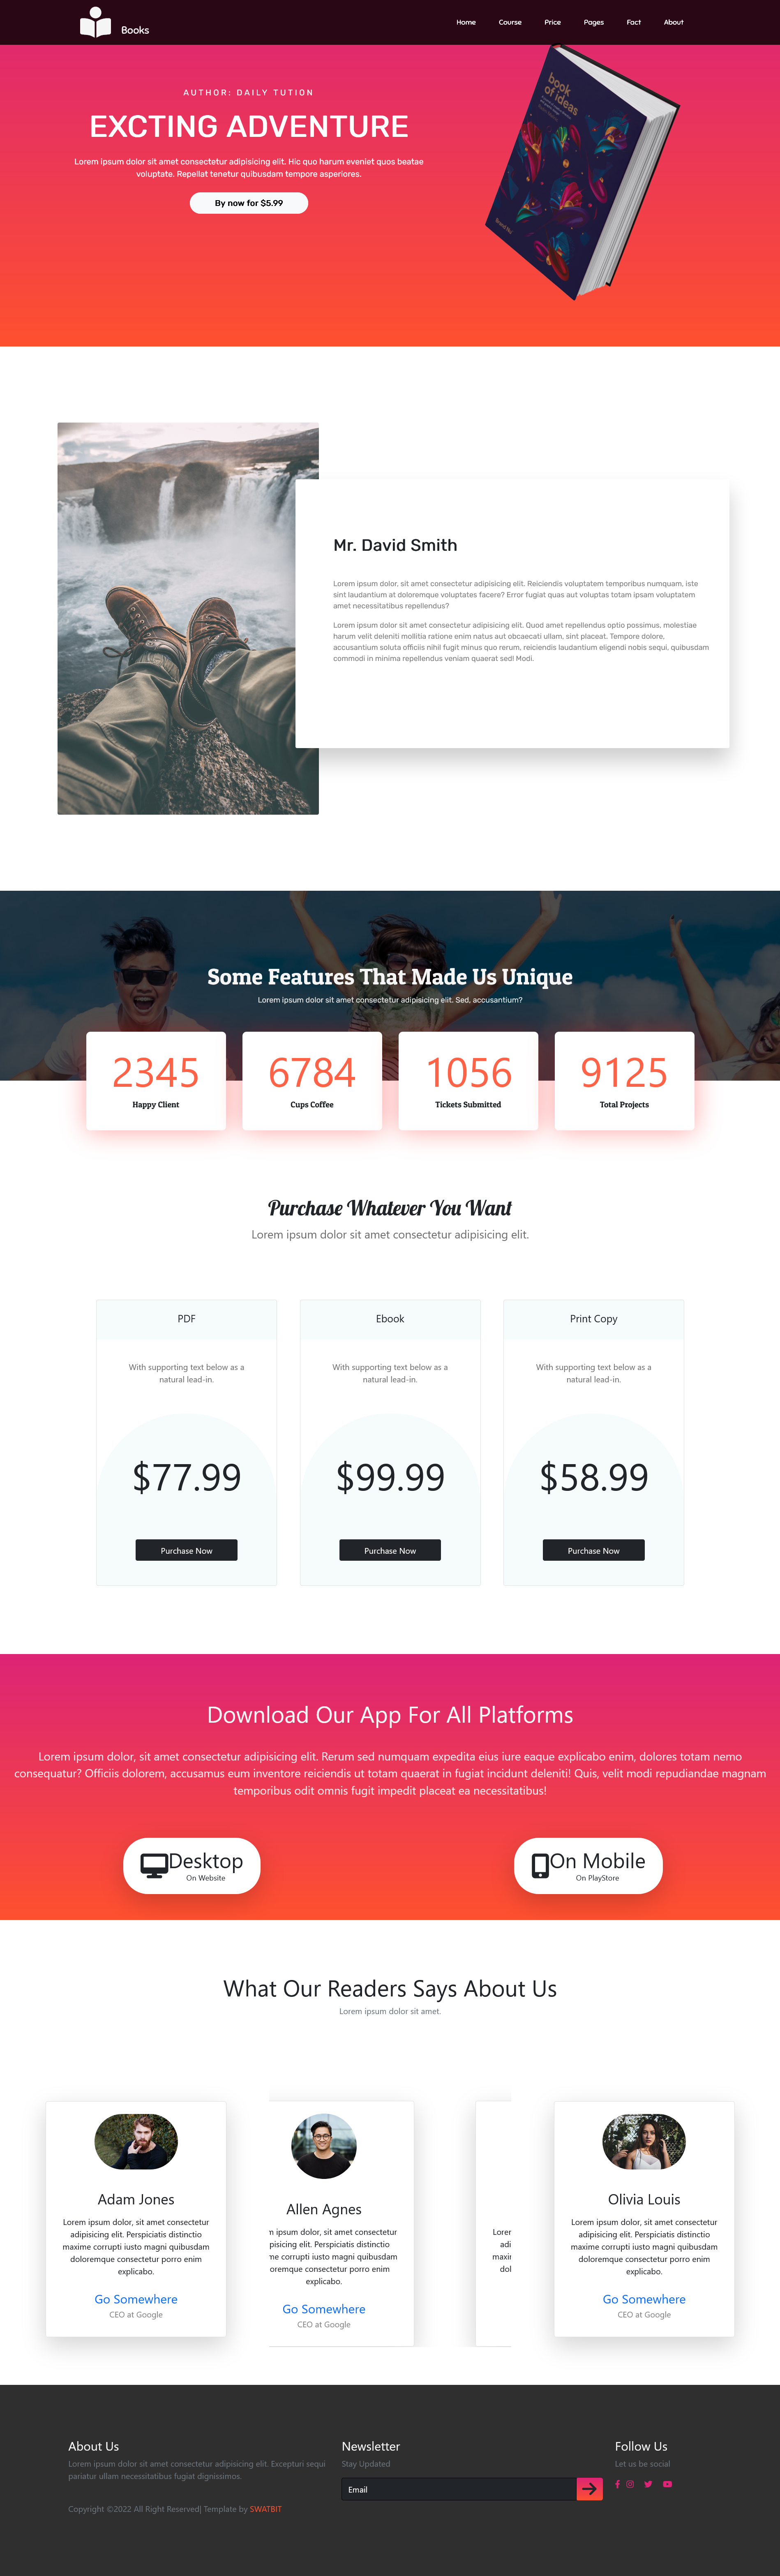 Books
Home Course Price Pages Fact About
AUTHOR: DAILY TUTION
EXCTING ADVENTURE
Lorem ipsum dolor sit amet consectetur adipisicing elit. Hic quo harum eveniet quos beatae
voluptate. Repellat tenetur quibusdam tempore asperiores.
By now for $5.99
book
of ideas
Mr. David Smith
Lorem ipsum dolor, sit amet consectetur adipisicing elit. Reiciendis voluptatem temporibus numquam, iste
sint laudantium at doloremque voluptates facere? Error fugiat quas aut voluptas totam ipsam voluptatem
amet necessitatibus repellendus?
Lorem ipsum dolor sit amet consectetur adipisicing elit. Quod amet repellendus optio possimus, molestiae
harum velit deleniti mollitia ratione enim natus aut obcaecati ullam, sint placeat. Tempore dolore,
accusantium soluta officiis nihil fugit minus quo rerum, reiciendis laudantium eligendi nobis sequi, quibusdam
commodi in minima repellendus veniam quaerat sed! Modi.
Some Features That Made Us Unique
Lorem ipsum dolor sit amet consectetur adipisicing elit. Sed, accusantium?
2345 6784 1056 9125
Happy Client Cups Coffee Tickets Submitted Total Projects
Purchase Whatever You Want
Lorem ipsum dolor sit amet consectetur adipisicing elit.
PDF
With supporting text below as a
natural lead-in.
$77.99
Purchase Now
Ebook
With supporting text below as a
natural lead-in.
$99.99
Purchase Now
Print Copy
With supporting text below as a
natural lead-in.
$58.99
Purchase Now
Download Our App For All Platforms
Lorem ipsum dolor, sit amet consectetur adipisicing elit. Rerum sed numquam expedita eius iure eaque explicabo enim, dolores totam nemo
consequatur? Officiis dolorem, accusamus eum inventore reiciendis ut totam quaerat in fugiat incidunt deleniti! Quis, velit modi repudiandae magnam
temporibus odit omnis fugit impedit placeat ea necessitatibus!
Desktop
On Website
On Mobile
On PlayStore
What Our Readers Says About Us
Lorem ipsum dolor sit amet.
Adam Jones
Lorem ipsum dolor, sit amet consectetur
adipisicing elit. Perspiciatis distinctio
maxime corrupti iusto magni quibusdam
doloremque consectetur porro enim
explicabo.
Go Somewhere
CEO at Google
Allen Agnes
m ipsum dolor, sit amet consectetur
pisicing elit. Perspiciatis distinctio
me corrupti iusto magni quibusdam
oremque consectetur porro enim
explicabo.
Go Somewhere
CEO at Google
Lorer
adi
maxir
dol
Olivia Louis
Lorem ipsum dolor, sit amet consectetur
adipisicing elit. Perspiciatis distinctio
maxime corrupti iusto magni quibusdam
doloremque consectetur porro enim
explicabo.
Go Somewhere
CEO at Google
About Us
Lorem ipsum dolor sit amet consectetur adipisicing elit. Excepturi sequi
pariatur ullam necessitatibus fugiat dignissimos.
Copyright ©2022 All Right Reserved| Template by SWATBIT
Newsletter
Stay Updated
Email
Follow Us
Let us be social